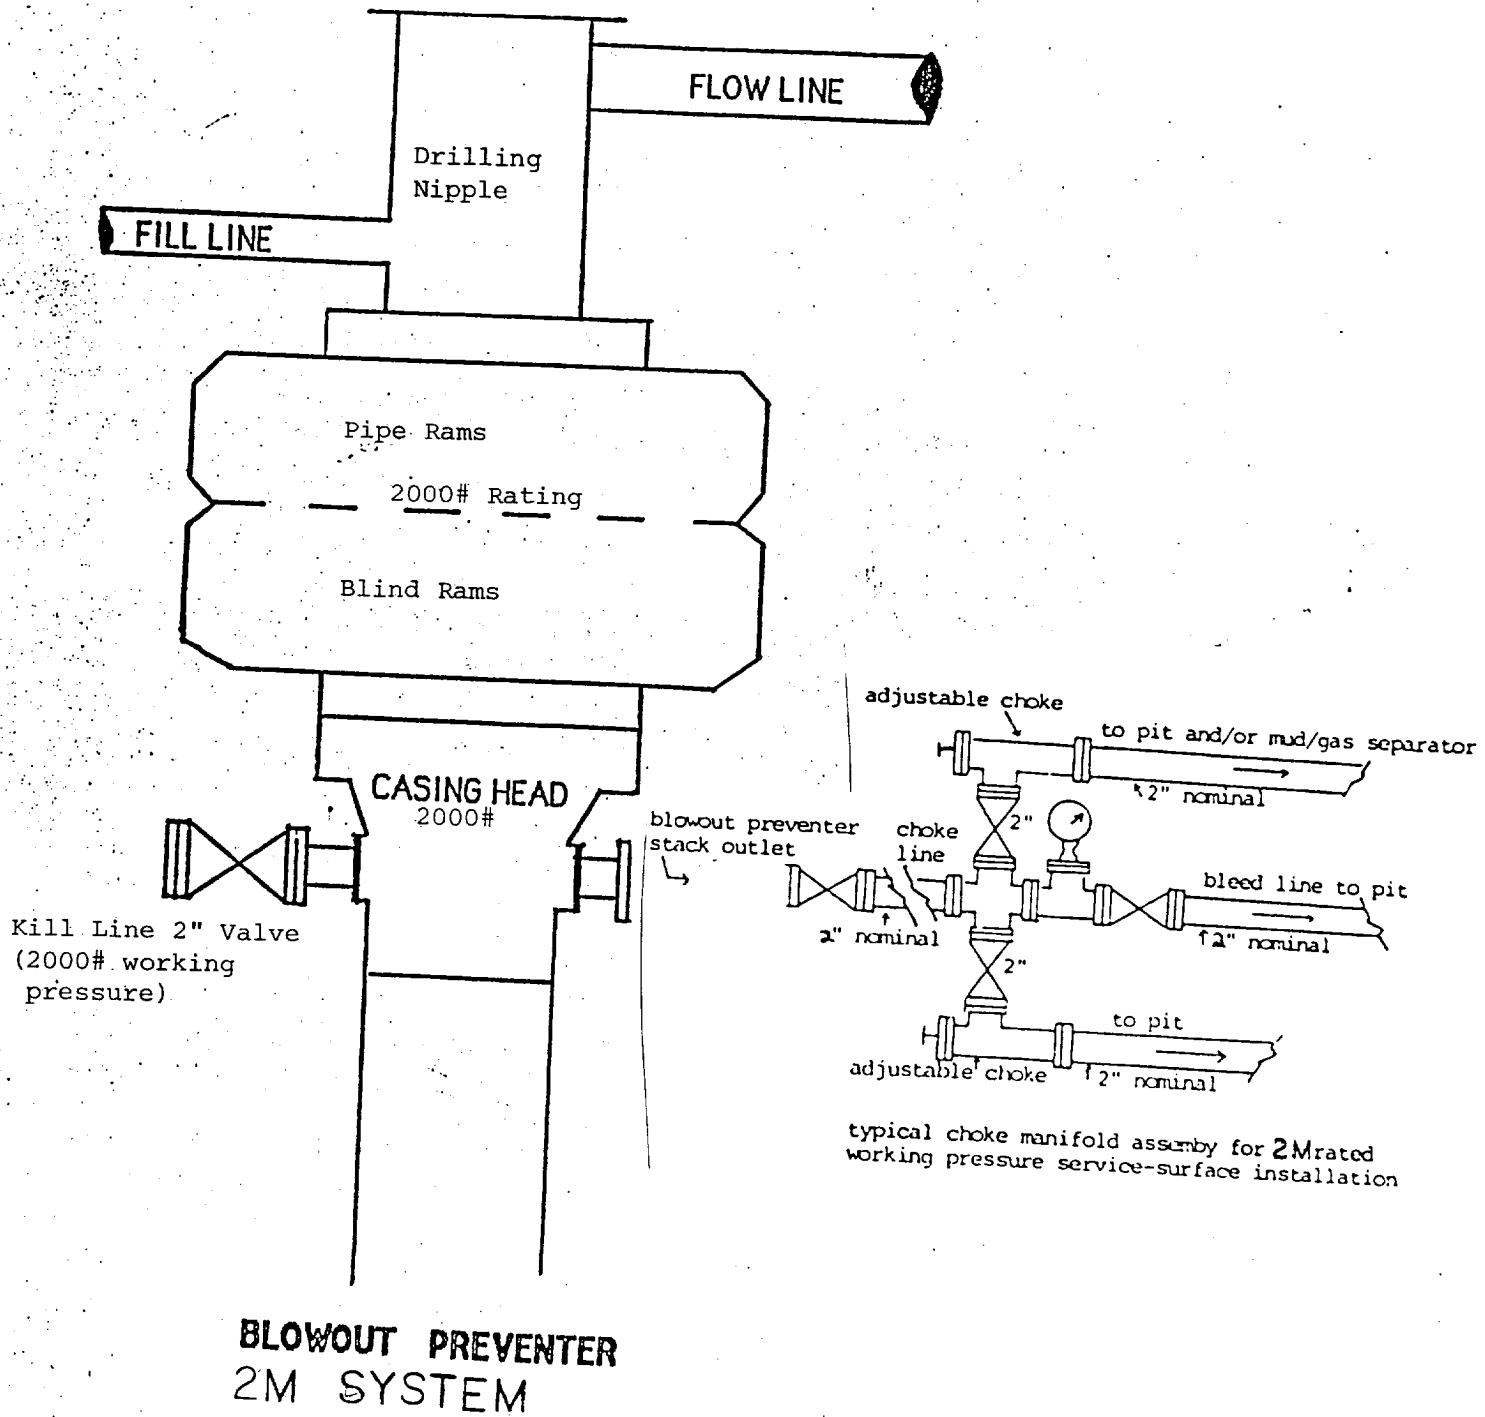 FLOW LINE
Drilling
Nipple
FILL LINE
Pipe Rams
2000# Rating
Blind Rams
CASING HEAD
2000#
Kill Line 2" Valve
(2000# working
pressure)
blowout preventer
stack outlet
adjustable choke
to pit and/or mud/gas separator
2" nominal
2"
choke
line
2" nominal
bleed line to pit
2" nominal
2"
to pit
adjustable choke
2" nominal
typical choke manifold assemby for 2M rated
working pressure service-surface installation
BLOWOUT PREVENTER
2M SYSTEM